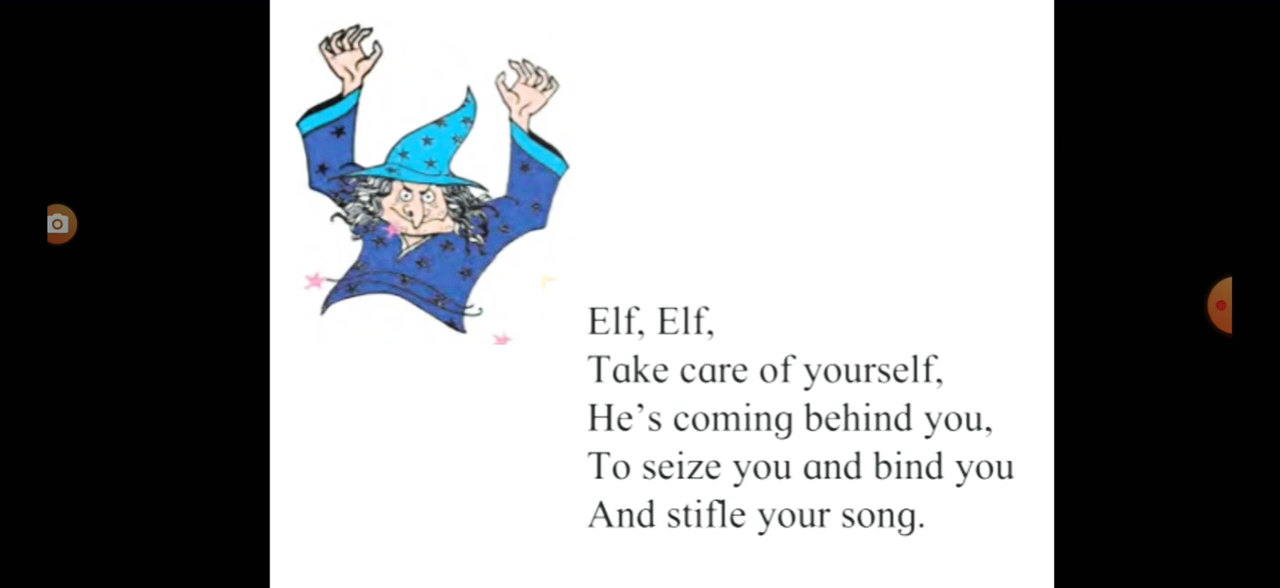 Elf, Elf,
Take care of yourself,
He’s coming behind you,
To seize you and bind you
And stifle your song.